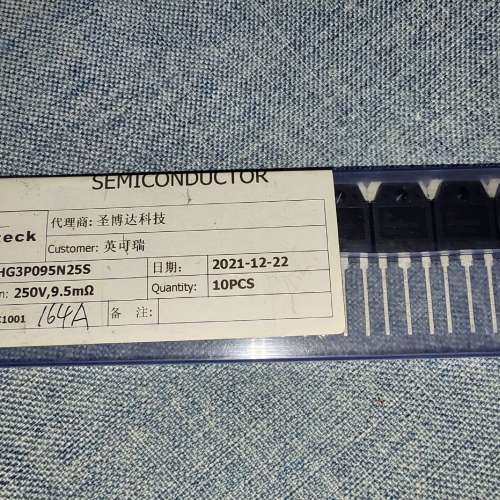 SEMICONDUCTOR
teck
代理商: 圣博达科技
Customer: 英可瑞
HG3P095N25S
日期: 2021-12-22
n: 250V,9.5mΩ
Quantity: 10PCS
1001
164A
备 注: